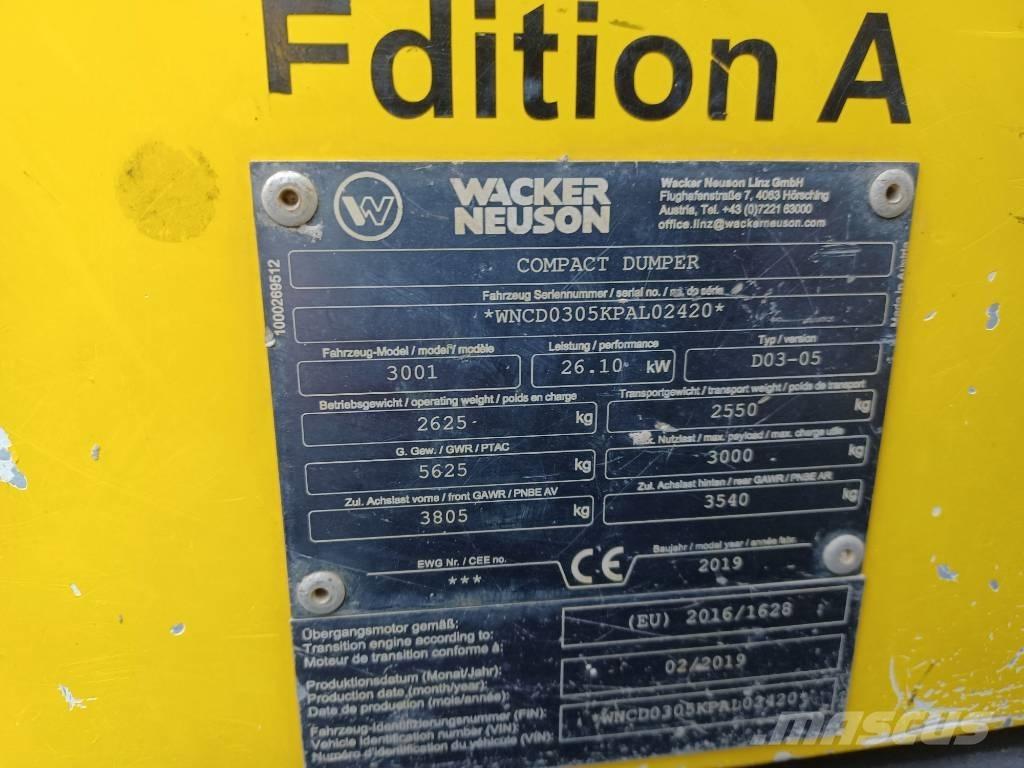 Edition A
W
WACKER
NEUSON
Wacker Neuson Linz GmbH
Flughafenstraße 7, 4063 Hörsching
Austria, Tel. +43 (0)7221 63000
office.linz@wackerneuson.com
1000269512
Made in Austria
COMPACT DUMPER
Fahrzeug Seriennummer / serial no. / no. de série
*WNCD0305KPAL02420*
Fahrzeug-Model / model / modèle
3001
Leistung / performance
26.10 kW
Typ / version
D03-05
Betriebsgewicht / operating weight / poids en charge
2625 kg
Transportgewicht / transport weight / poids de transport
2550 kg
G. Gew. / GWR / PTAC
5625 kg
Nutzlast / max. payload / max. charge utile
3000 kg
Zul. Achslast vorne / front GAWR / PNBE AV
3805 kg
Zul. Achslast hinten / rear GAWR / PNBE AR
3540 kg
EWG Nr. / CEE no.
***
CE
Baujahr / model year / année fabr.
2019
Übergangsmotor gemäß:
Transition engine according to:
Moteur de transition conforme à:
(EU) 2016/1628
Produktionsdatum (Monat/Jahr):
Production date (month/year):
Date de production (mois/année):
02/2019
Fahrzeug-Identifizierungsnummer (FIN):
Vehicle identification number (VIN):
Numéro d'identification du véhicule (VIN):
*WNCD0305KPAL02420*
MASCUS